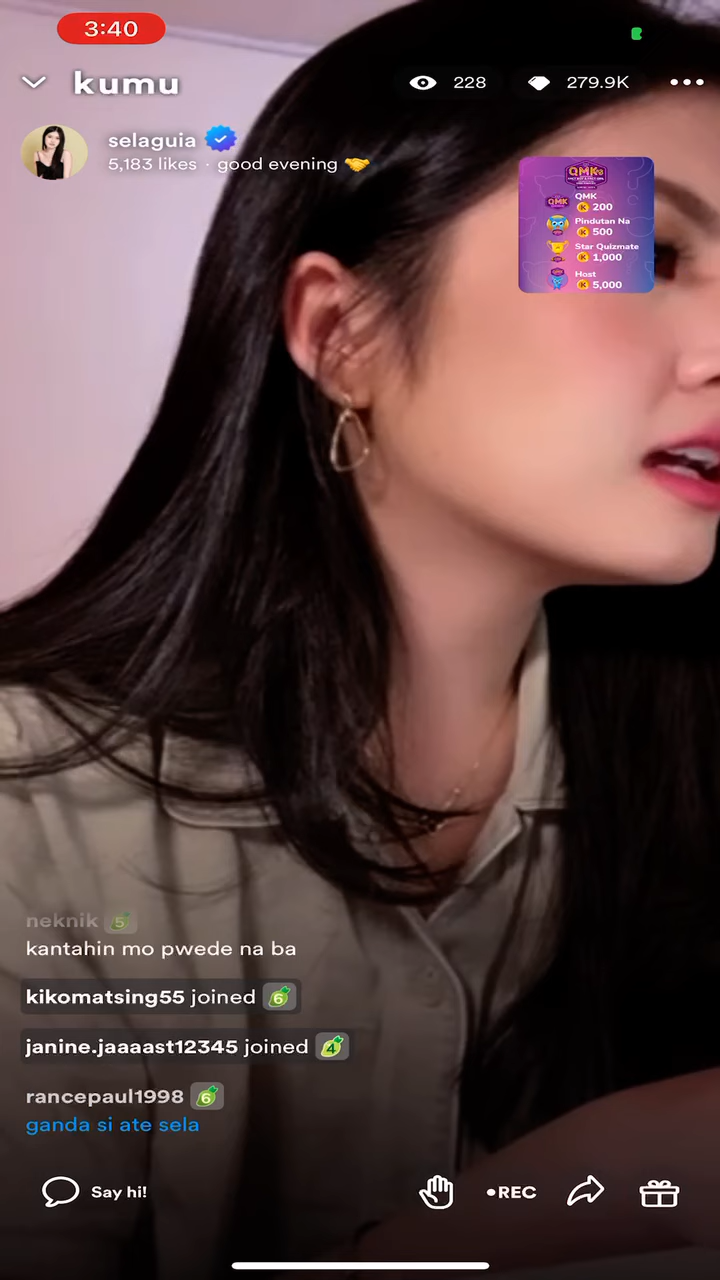 3:40
kumu
228
279.9K
selaguia
5,183 likes · good evening 🤝
QMK
QMK
200
Pindutan Na
500
Star Quizmate
1,000
Host
5,000
neknik 5
kantahin mo pwede na ba
kikomatsing55 joined 6
janine.jaaaast12345 joined 4
rancepaul1998 6
ganda si ate sela
Say hi!
•REC